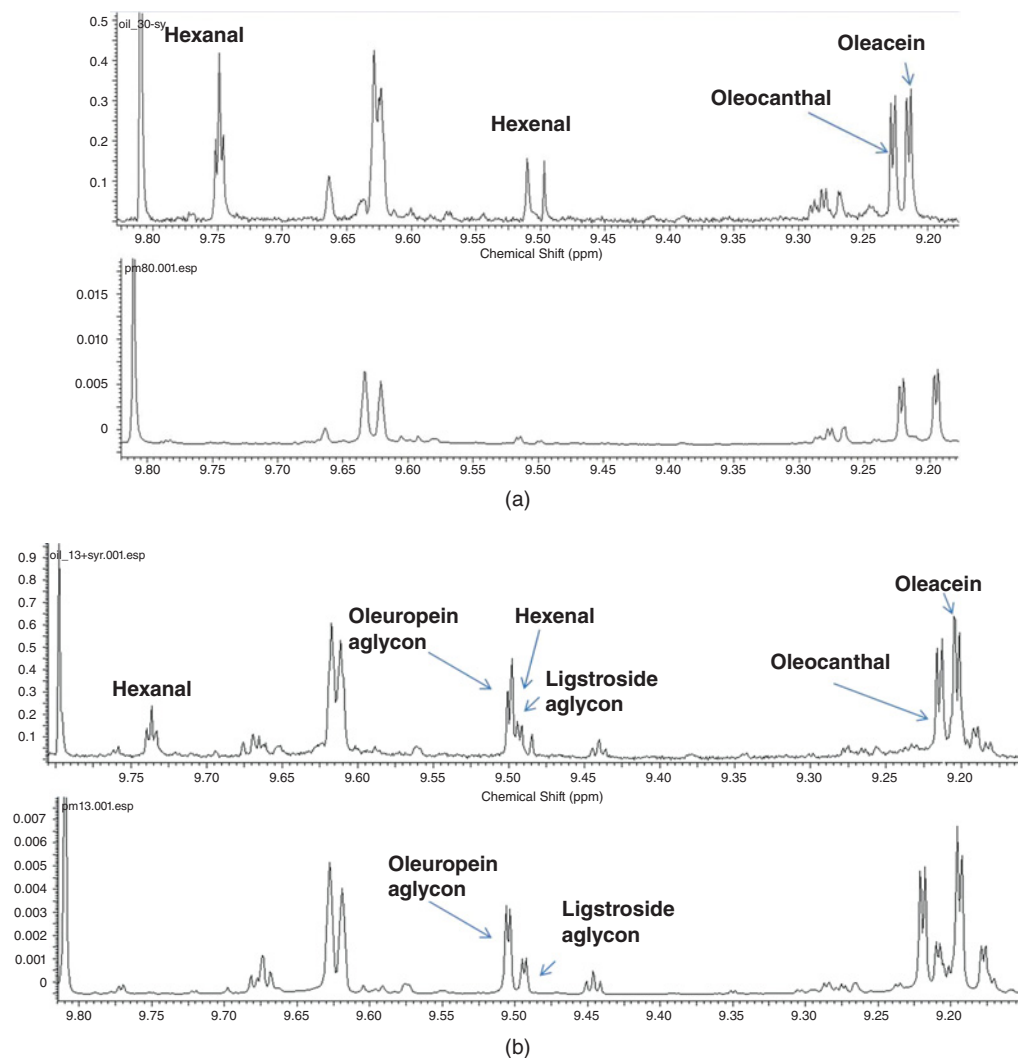 oil_30-sy
Hexanal
Oleacein
Oleocanthal
Hexenal
0.5
0.4
0.3
0.2
0.1
9.80 9.75 9.70 9.65 9.60 9.55 9.50 9.45 9.40 9.35 9.30 9.25 9.20
Chemical Shift (ppm)
pm80.001.esp
0.015
0.010
0.005
0
9.80 9.75 9.70 9.65 9.60 9.55 9.50 9.45 9.40 9.35 9.30 9.25 9.20
(a)
oil_13+syr.001.esp
0.9
0.8
0.7
0.6
0.5
0.4
0.3
0.2
0.1
Hexanal
Oleuropein
aglycon
Hexenal
Ligstroside
aglycon
Oleacein
Oleocanthal
9.75 9.70 9.65 9.60 9.55 9.50 9.45 9.40 9.35 9.30 9.25 9.20
Chemical Shift (ppm)
pm13.001.esp
0.007
0.006
0.005
0.004
0.003
0.002
0.001
0
Oleuropein
aglycon
Ligstroside
aglycon
9.80 9.75 9.70 9.65 9.60 9.55 9.50 9.45 9.40 9.35 9.30 9.25 9.20
(b)